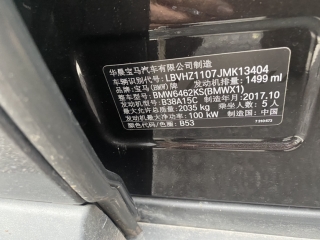 华晨宝马汽车有限公司制造
车辆识别代号: LBVHZ1107JMK13404
品牌: 宝马(BMW)牌 发动机排量: 1499 ml
整车型号: BMW6462KS(BMWX1)
发动机型号: B38A15C 制造年月: 2017.10
最大允许总质量: 2035 kg 乘坐人数: 5 人
发动机最大净功率: 100 kW 制造国: 中国
颜色代码/色圈: B53